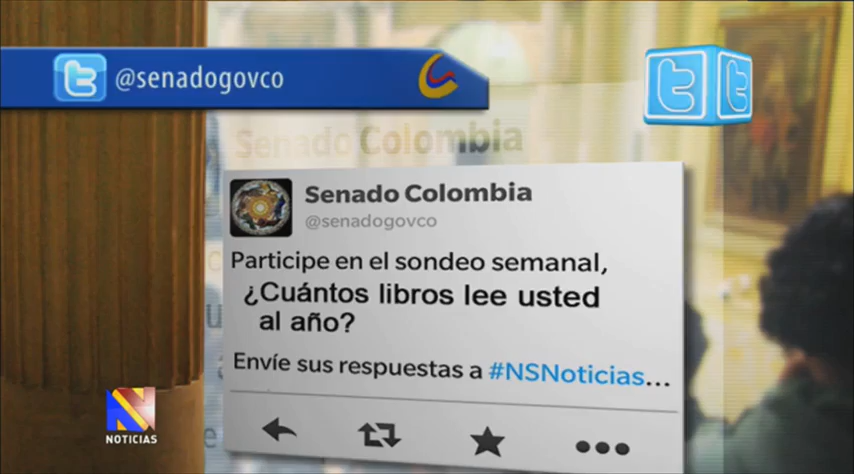 @senadogovco
Senado Colombia
Senado Colombia
@senadogovco
Participe en el sondeo semanal,
¿Cuántos libros lee usted
al año?
Envíe sus respuestas a #NSNoticias...
NOTICIAS